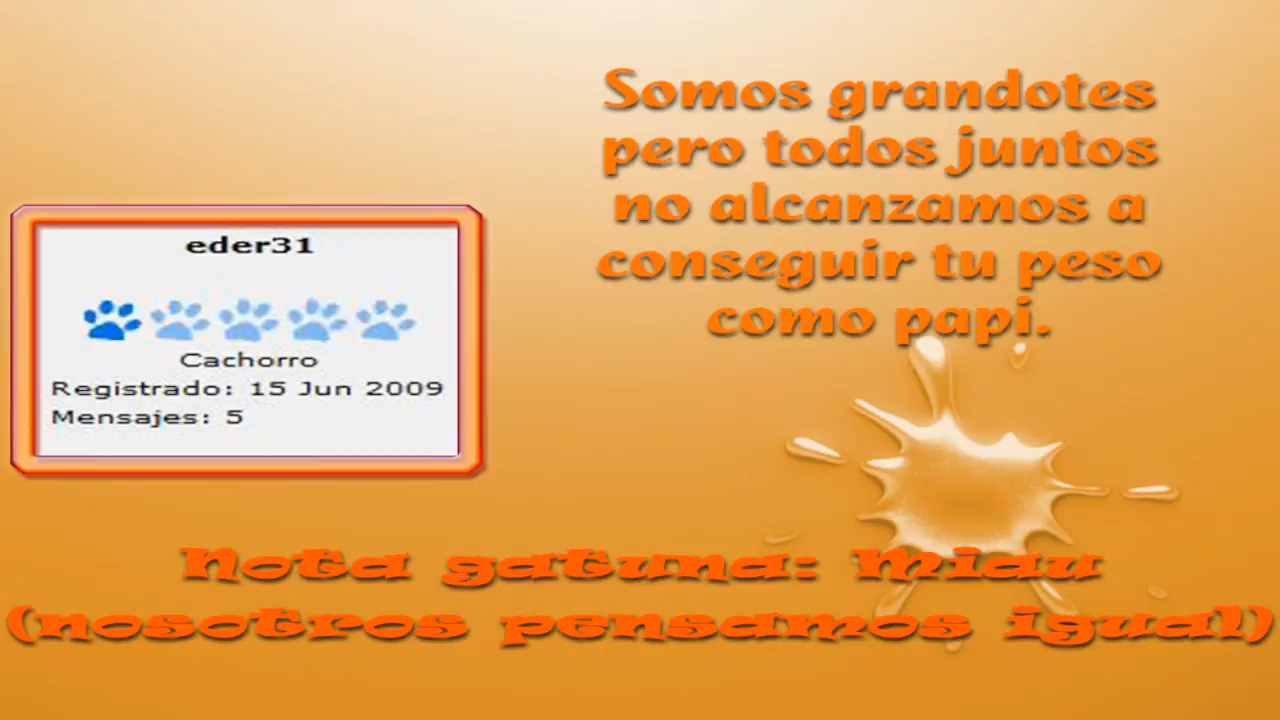 Somos grandotes
pero todos juntos
no alcanzamos a
conseguir tu peso
como papi.
eder31
Cachorro
Registrado: 15 Jun 2009
Mensajes: 5
Nota gatuna: Miau
(nosotros pensamos igual)